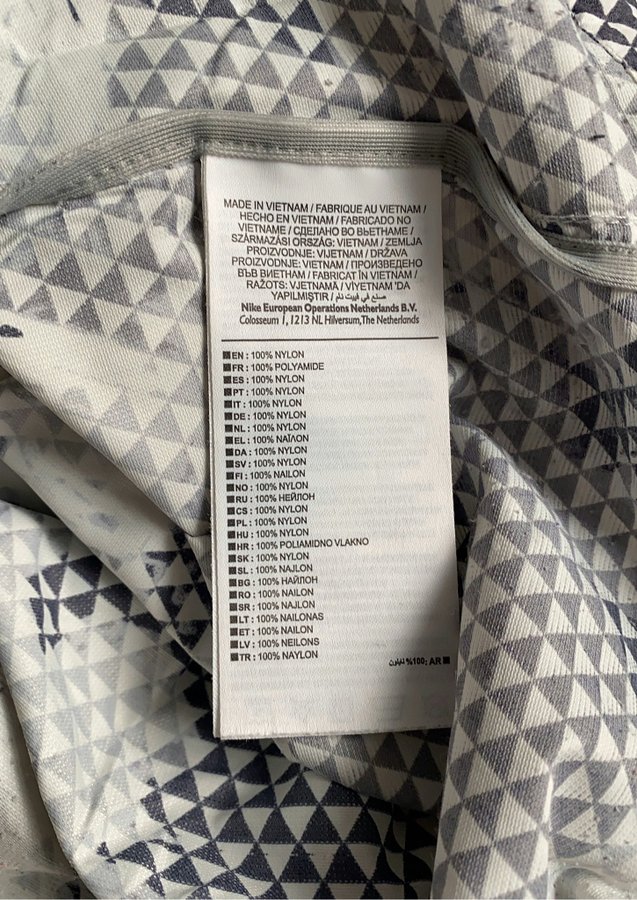 MADE IN VIETNAM / FABRIQUE AU VIETNAM /
HECHO EN VIETNAM / FABRICADO NO
VIETNAME / СДЕЛАНО ВО ВЬЕТНАМЕ /
SZÁRMAZÁSI ORSZÁG: VIETNAM / ZEMLJA
PROIZVODNJE: VIJETNAM / DRŽAVA
PROIZVODNJE: VIETNAM / ПРОИЗВЕДЕНО
ВЪВ ВИЕТНАМ / FABRICAT ÎN VIETNAM /
RAŽOTS: VJETNAMĀ / VİYETNAM 'DA
YAPILMIŞTIR / صنع في فييت نام
Nike European Operations Netherlands B.V.
Colosseum 1, 1213 NL Hilversum, The Netherlands
EN : 100% NYLON
FR : 100% POLYAMIDE
ES : 100% NYLON
PT : 100% NYLON
IT : 100% NYLON
DE : 100% NYLON
NL : 100% NYLON
EL : 100% ΝΑΪΛΟΝ
DA : 100% NYLON
SV : 100% NYLON
FI : 100% NAILON
NO : 100% NYLON
RU : 100% НЕЙЛОН
CS : 100% NYLON
PL : 100% NYLON
HU : 100% NYLON
HR : 100% POLIAMIDNO VLAKNO
SK : 100% NYLON
SL : 100% NAJLON
BG : 100% НАЙЛОН
RO : 100% NAILON
SR : 100% NAJLON
LT : 100% NAILONAS
ET : 100% NAILON
LV : 100% NEILONS
TR : 100% NAYLON
AR :100% نايلون